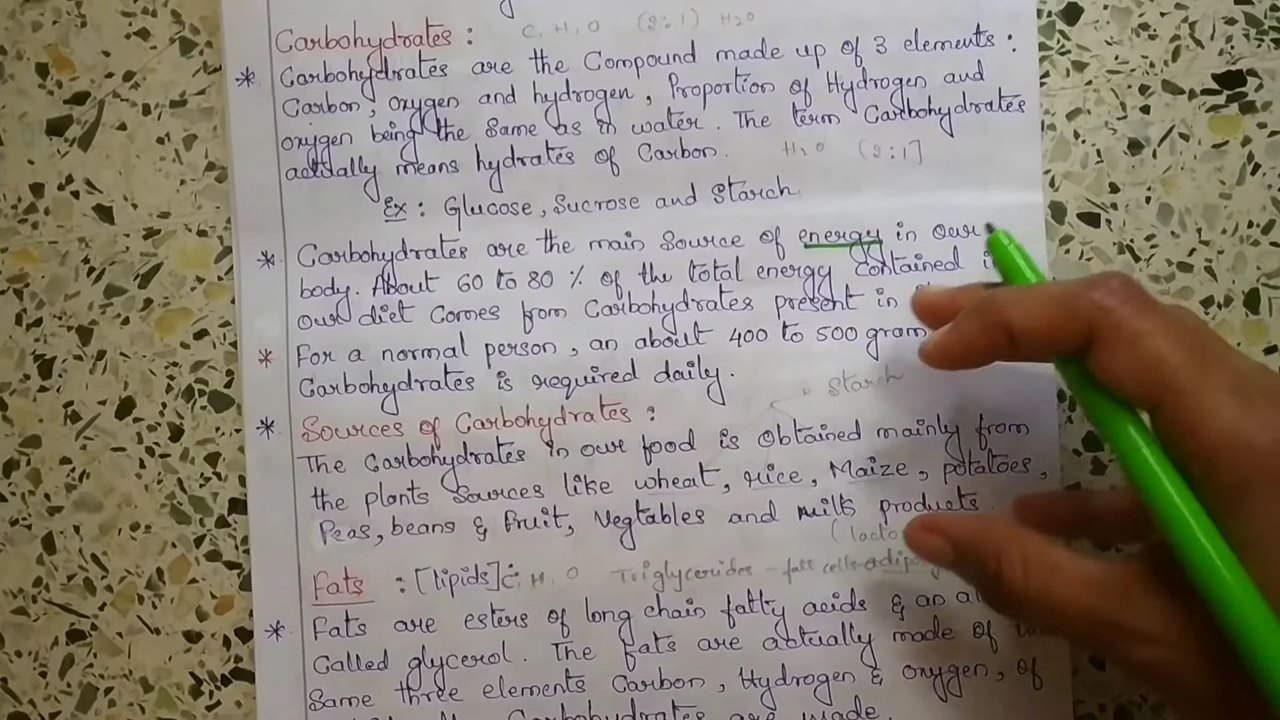 C, H, O (2:1) H₂O
Carbohydrates :
* Carbohydrates are the Compound made up of 3 elements :
Carbon, oxygen and hydrogen, Proportion of Hydrogen and
oxygen being the same as in water. The term Carbohydrates
actually means hydrates of Carbon. H₂O (2:1]
Ex : Glucose, Sucrose and Starch
* Carbohydrates are the main source of energy in our
body. About 60 to 80 % of the total energy contained
our diet comes from Carbohydrates present in
* For a normal person, an about 400 to 500 gram
Carbohydrates is required daily.
Starch
* Sources of Carbohydrates :
The Carbohydrates in our food is obtained mainly from
the plants sources like wheat, rice, Maize, potatoes,
Peas, beans & fruit, Vegtables and milk products
(lacto
Fats : [lipids] C H O Triglycerides - fat cells-adipo
* Fats are esters of long chain fatty acids & an al
Called glycerol. The fats are actually made of
Same three elements Carbon, Hydrogen & oxygen, of
Carbohydrates are made.